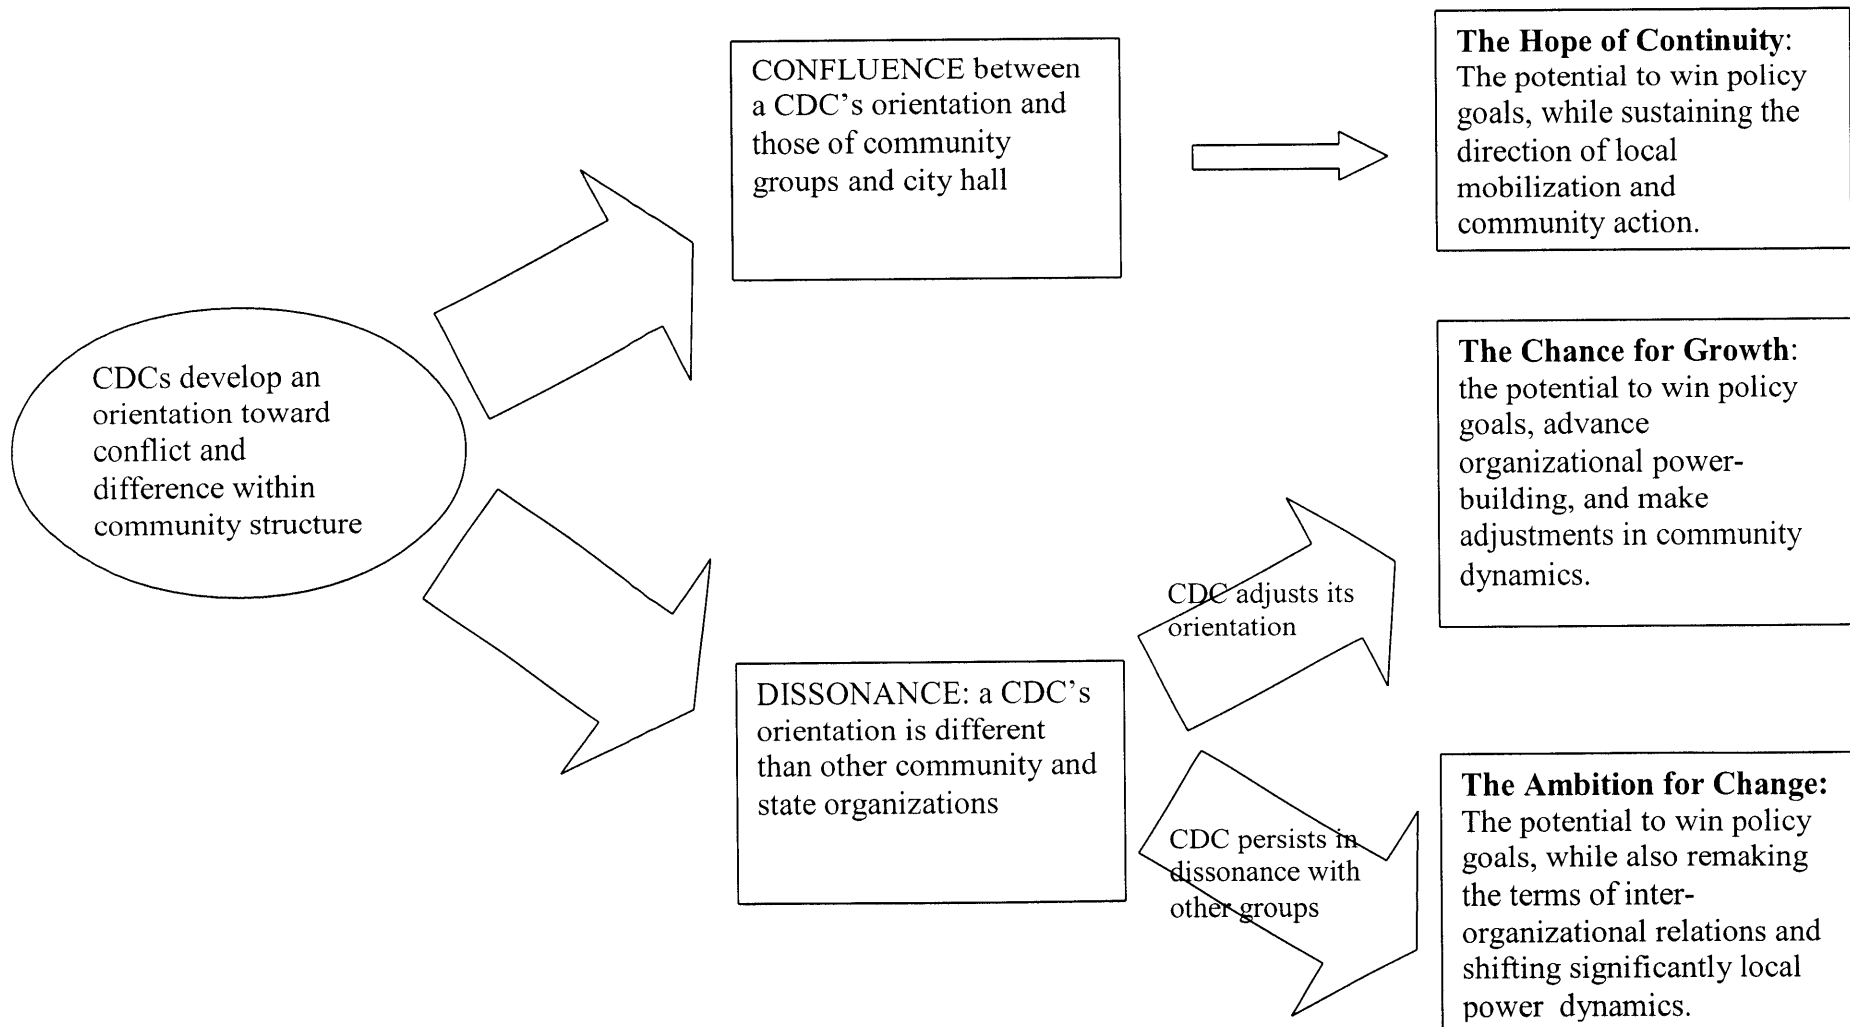 CDCs develop an
orientation toward
conflict and
difference within
community structure
CONFLUENCE between
a CDC's orientation and
those of community
groups and city hall
The Hope of Continuity:
The potential to win policy
goals, while sustaining the
direction of local
mobilization and
community action.
DISSONANCE: a CDC's
orientation is different
than other community and
state organizations
CDC adjusts its
orientation
The Chance for Growth:
the potential to win policy
goals, advance
organizational power-
building, and make
adjustments in community
dynamics.
CDC persists in
dissonance with
other groups
The Ambition for Change:
The potential to win policy
goals, while also remaking
the terms of inter-
organizational relations and
shifting significantly local
power dynamics.